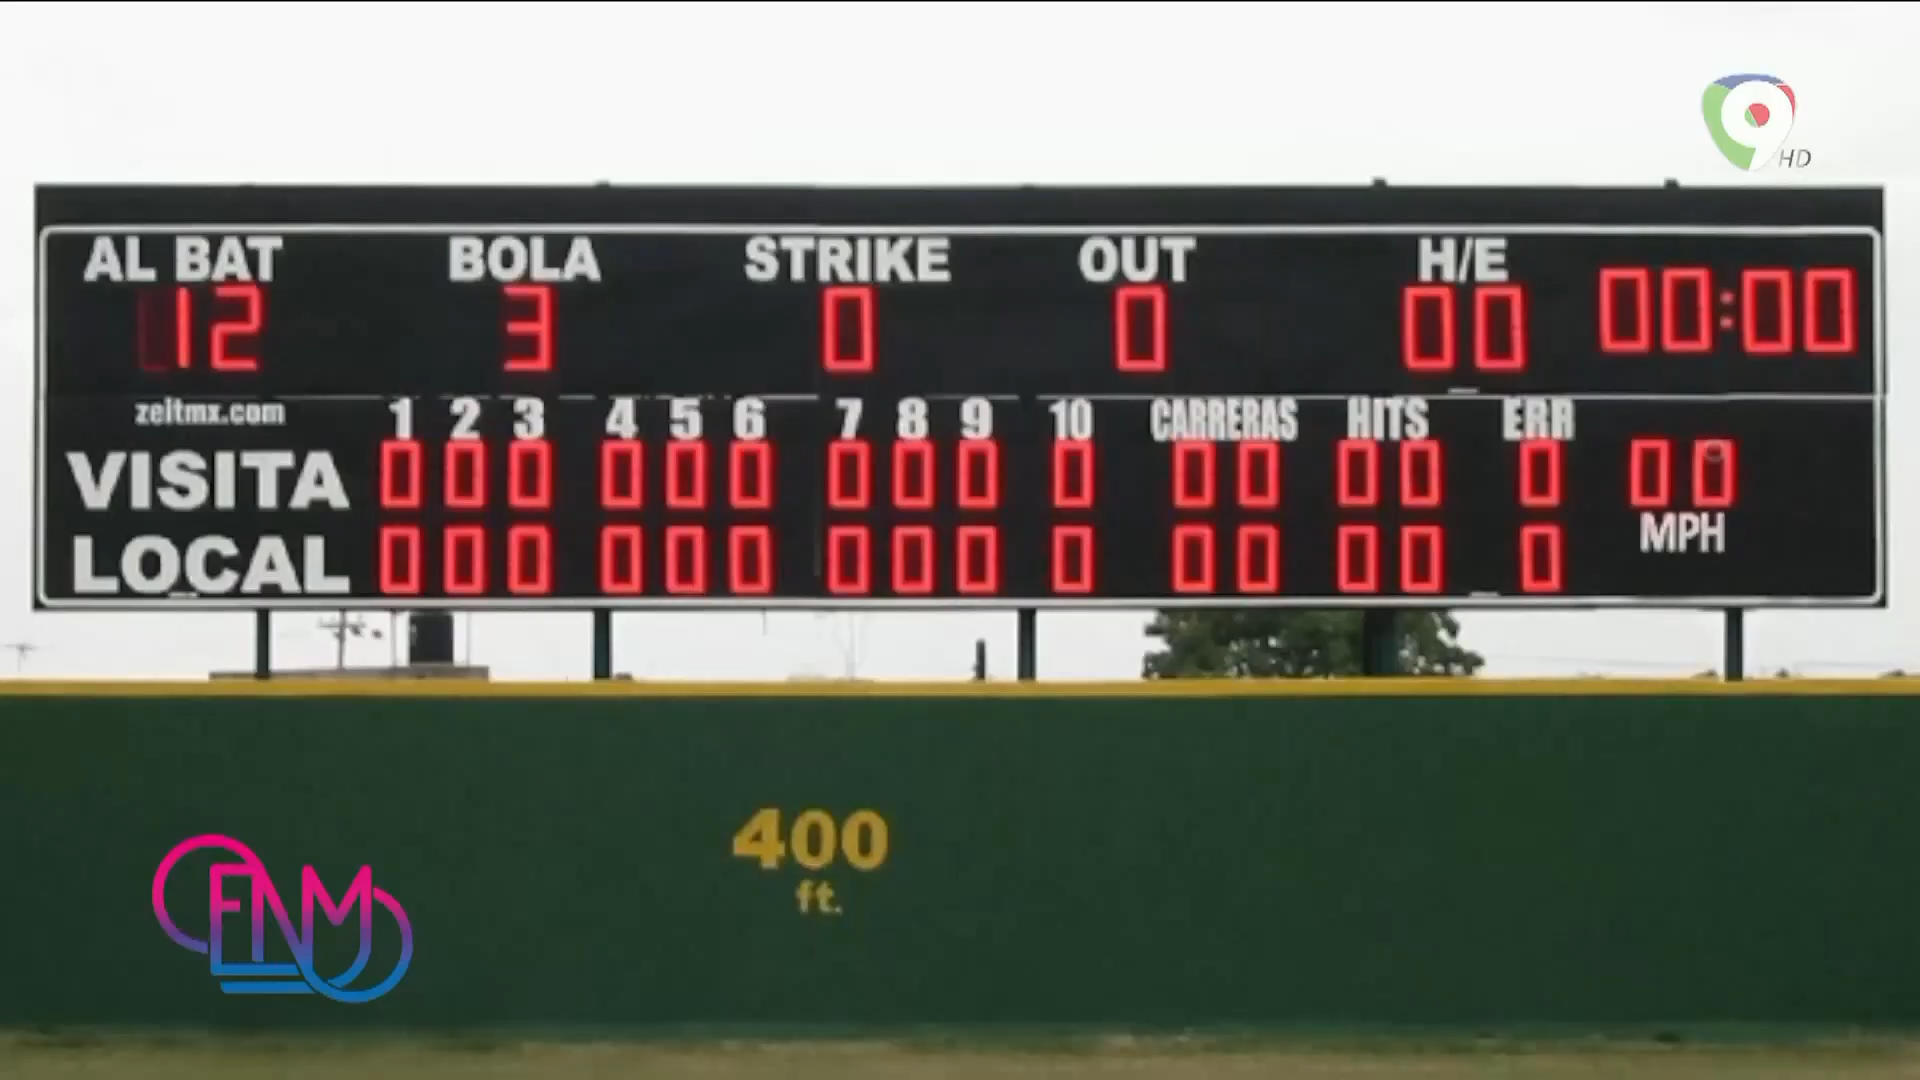 9 HD
AL BAT BOLA STRIKE OUT H/E 00:00
12 3 0 0 00
zeitmx.com 1 2 3 4 5 6 7 8 9 10 CARRERAS HITS ERR
VISITA 0 0 0 0 0 0 0 0 0 0 00 00 0 00
MPH
LOCAL 0 0 0 0 0 0 0 0 0 0 00 00 0
400
ft.
ENM